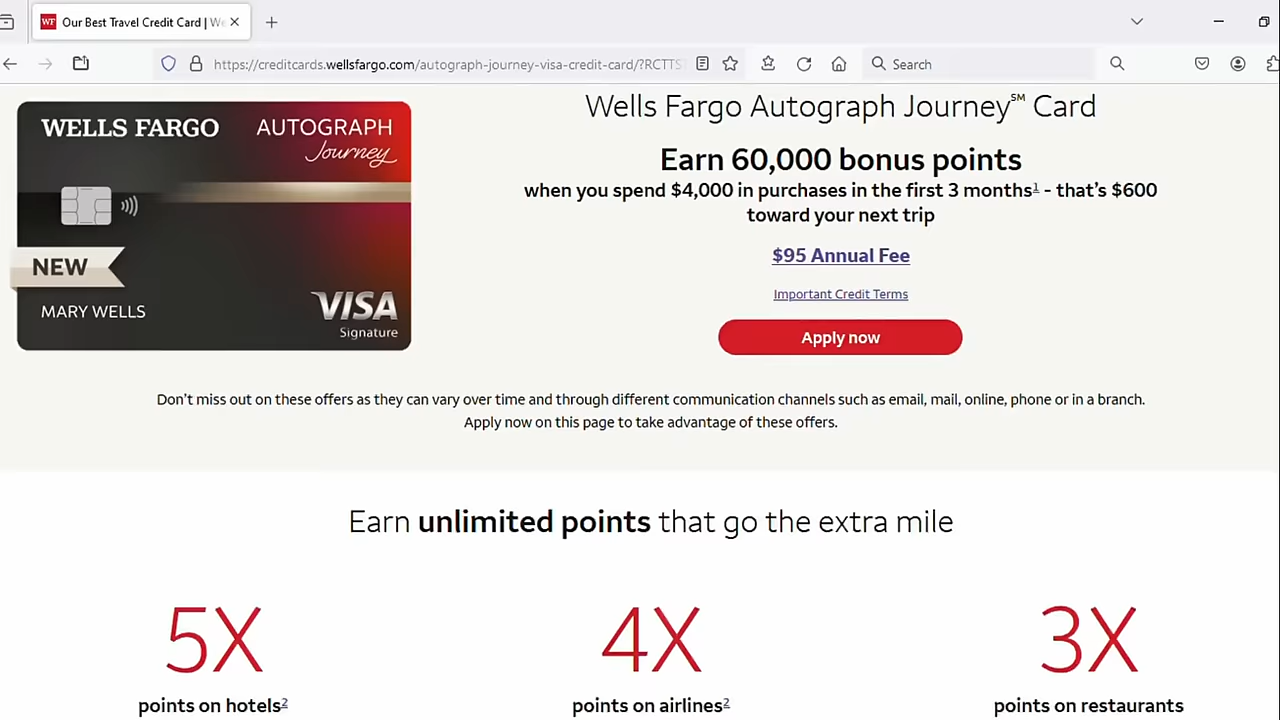 WF Our Best Travel Credit Card | We
https://creditcards.wellsfargo.com/autograph-journey-visa-credit-card/?RCTTS
Search
WELLS FARGO AUTOGRAPH
Journey
NEW
MARY WELLS
VISA
Signature
Wells Fargo Autograph Journey℠ Card
Earn 60,000 bonus points
when you spend $4,000 in purchases in the first 3 months¹ - that's $600
toward your next trip
$95 Annual Fee
Important Credit Terms
Apply now
Don't miss out on these offers as they can vary over time and through different communication channels such as email, mail, online, phone or in a branch.
Apply now on this page to take advantage of these offers.
Earn unlimited points that go the extra mile
5X 4X 3X
points on hotels² points on airlines² points on restaurants